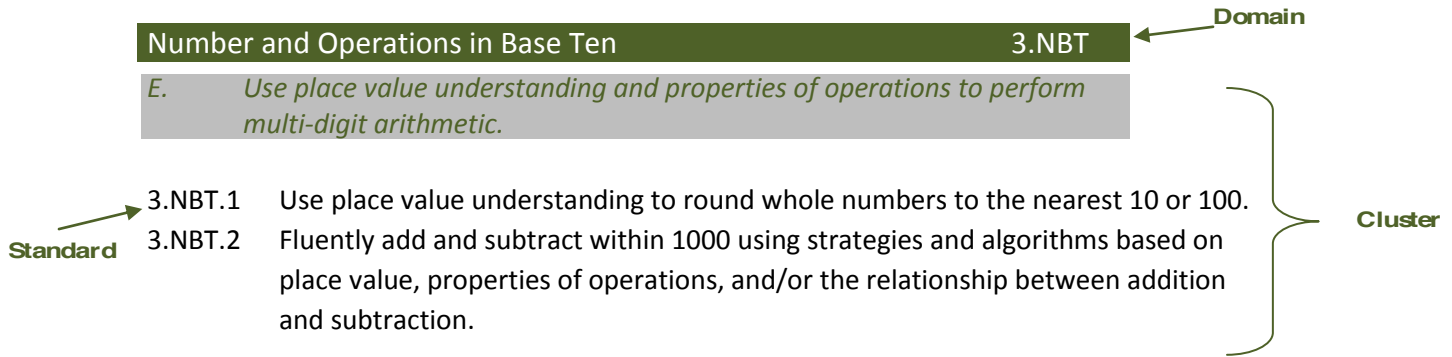 Domain
Number and Operations in Base Ten 3.NBT
E. Use place value understanding and properties of operations to perform
multi-digit arithmetic.
3.NBT.1 Use place value understanding to round whole numbers to the nearest 10 or 100.
Standard
3.NBT.2 Fluently add and subtract within 1000 using strategies and algorithms based on
place value, properties of operations, and/or the relationship between addition
and subtraction.
Cluster